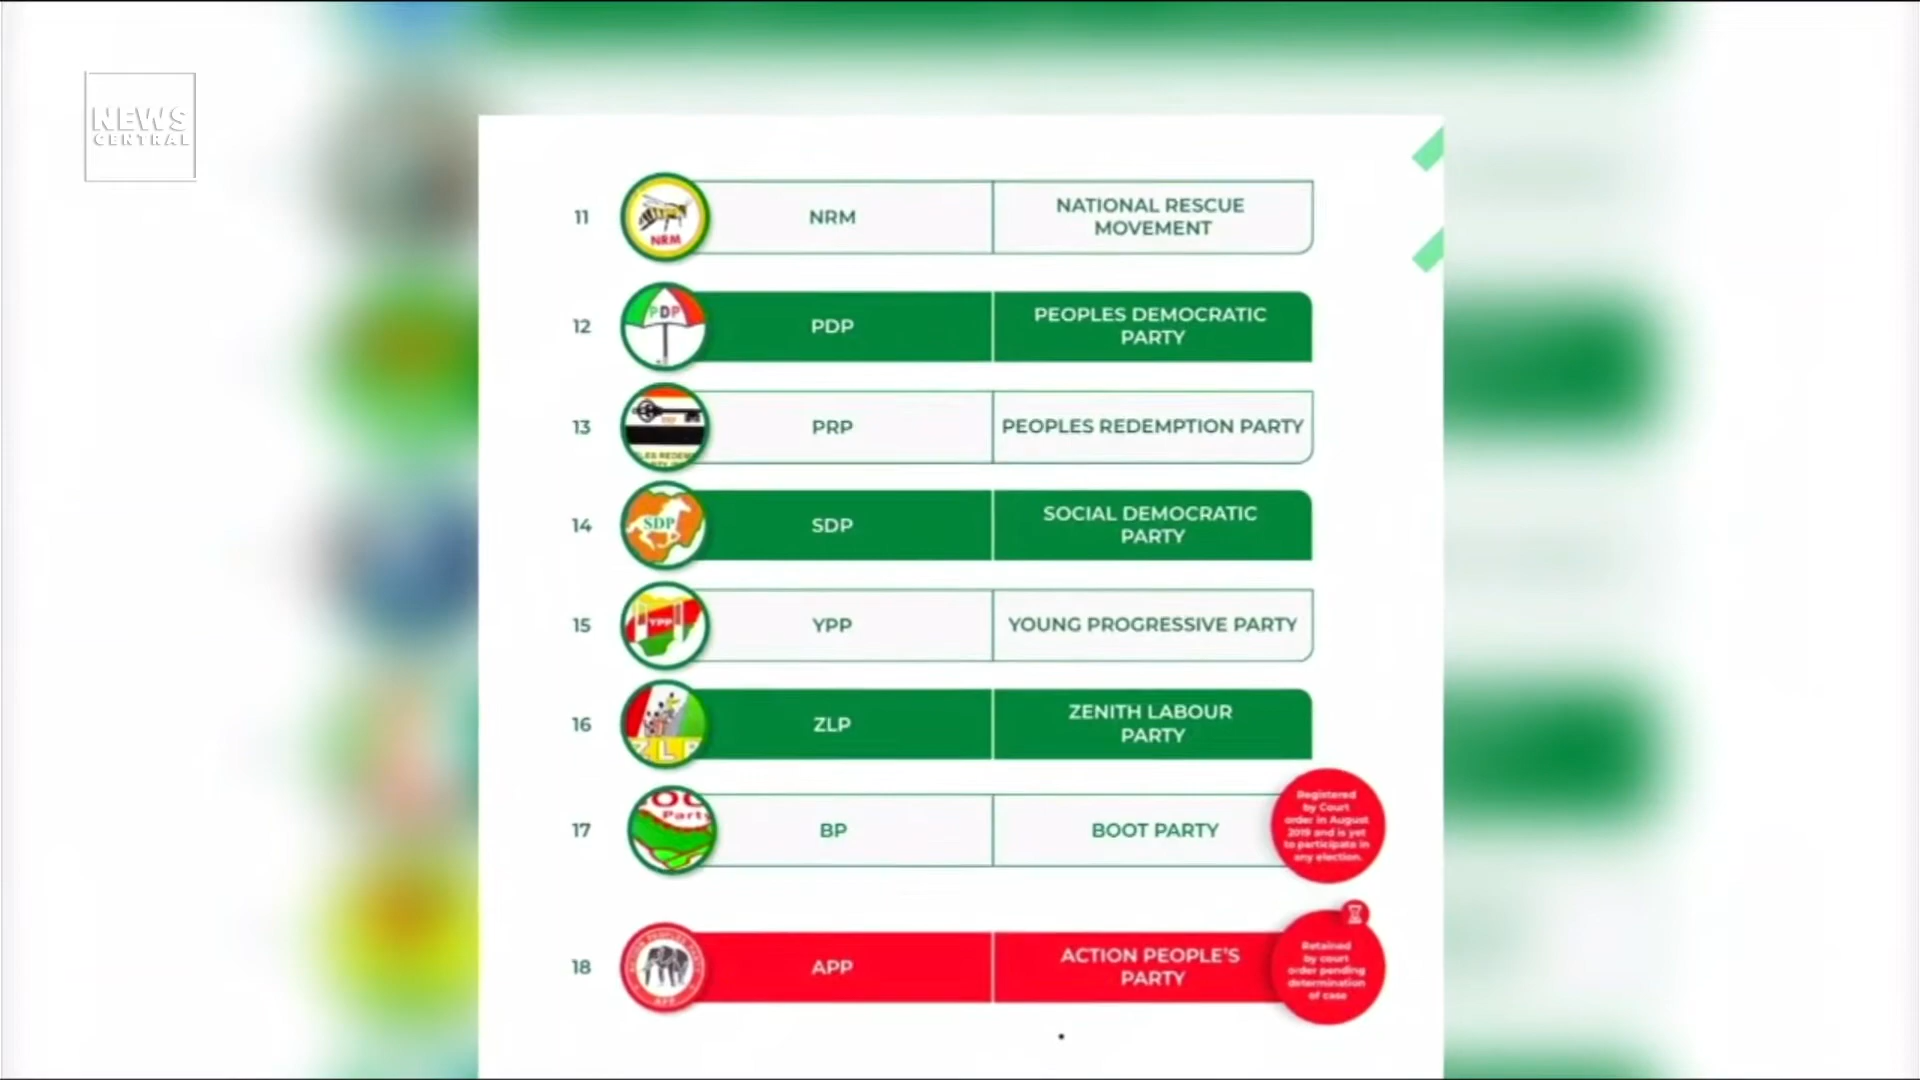 NEWS
CENTRAL
11
NRM
NRM
NATIONAL RESCUE
MOVEMENT
12
PDP
PDP
PEOPLES DEMOCRATIC
PARTY
13
PRP
PEOPLES REDEMPTION PARTY
14
SDP
SDP
SOCIAL DEMOCRATIC
PARTY
15
YPP
YPP
YOUNG PROGRESSIVE PARTY
16
ZLP
ZLP
ZENITH LABOUR
PARTY
17
Party
BP
BOOT PARTY
Registered
by Court
order in August
2019 and is yet
to participate in
any election.
18
APP
APP
ACTION PEOPLE'S
PARTY
Retained
by court
order pending
determination
of case